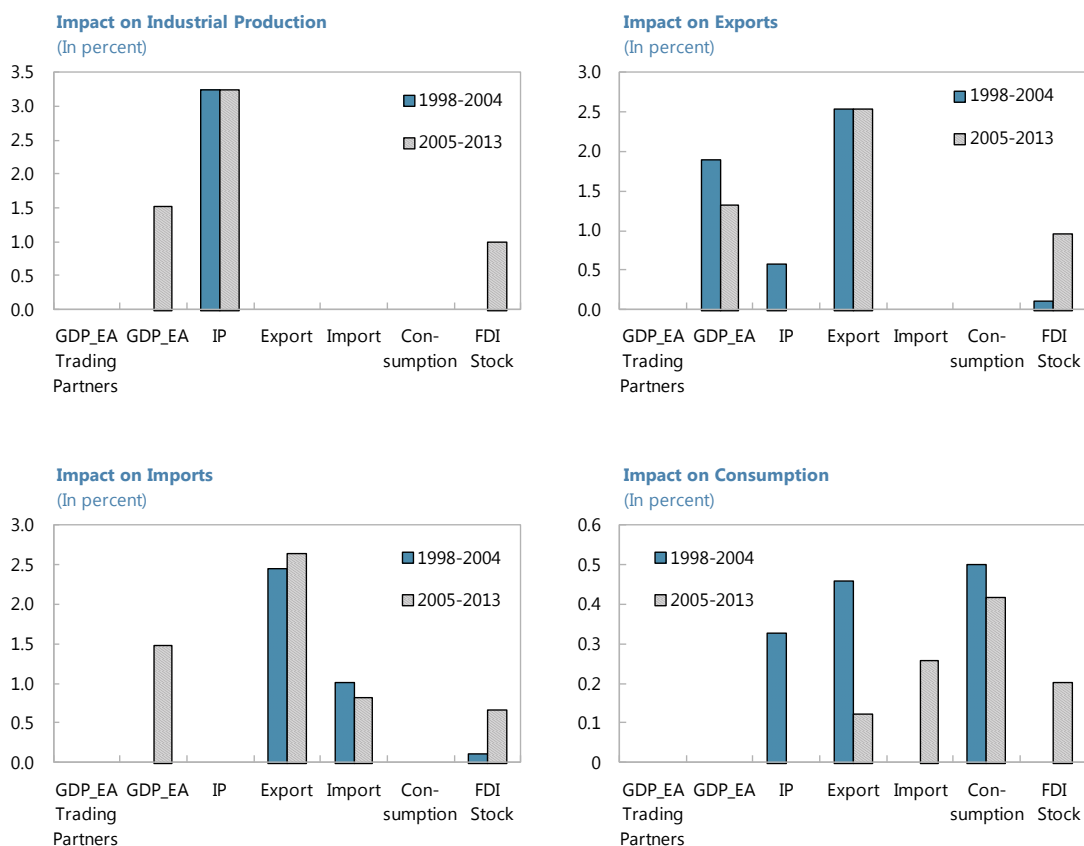 Impact on Industrial Production
(In percent)
3.5
3.0
2.5
2.0
1.5
1.0
0.5
0.0
1998-2004
2005-2013
GDP_EA GDP_EA IP Export Import Con- FDI
Trading sumption Stock
Partners
Impact on Exports
(In percent)
3.0
2.5
2.0
1.5
1.0
0.5
0.0
1998-2004
2005-2013
GDP_EA GDP_EA IP Export Import Con- FDI
Trading sumption Stock
Partners
Impact on Imports
(In percent)
3.0
2.5
2.0
1.5
1.0
0.5
0.0
1998-2004
2005-2013
GDP_EA GDP_EA IP Export Import Con- FDI
Trading sumption Stock
Partners
Impact on Consumption
(In percent)
0.6
0.5
0.4
0.3
0.2
0.1
0
1998-2004
2005-2013
GDP_EA GDP_EA IP Export Import Con- FDI
Trading sumption Stock
Partners